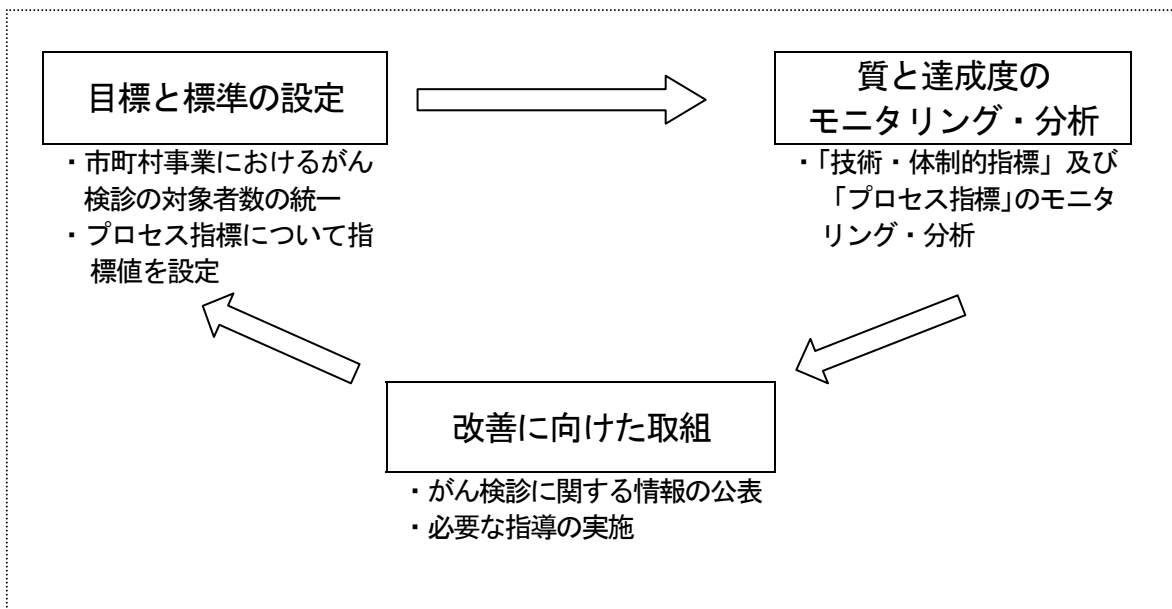 目標と標準の設定
・市町村事業におけるがん
検診の対象者数の統一
・プロセス指標について指
標値を設定
質と達成度の
モニタリング・分析
・「技術・体制的指標」及び
「プロセス指標」のモニタ
リング・分析
改善に向けた取組
・がん検診に関する情報の公表
・必要な指導の実施